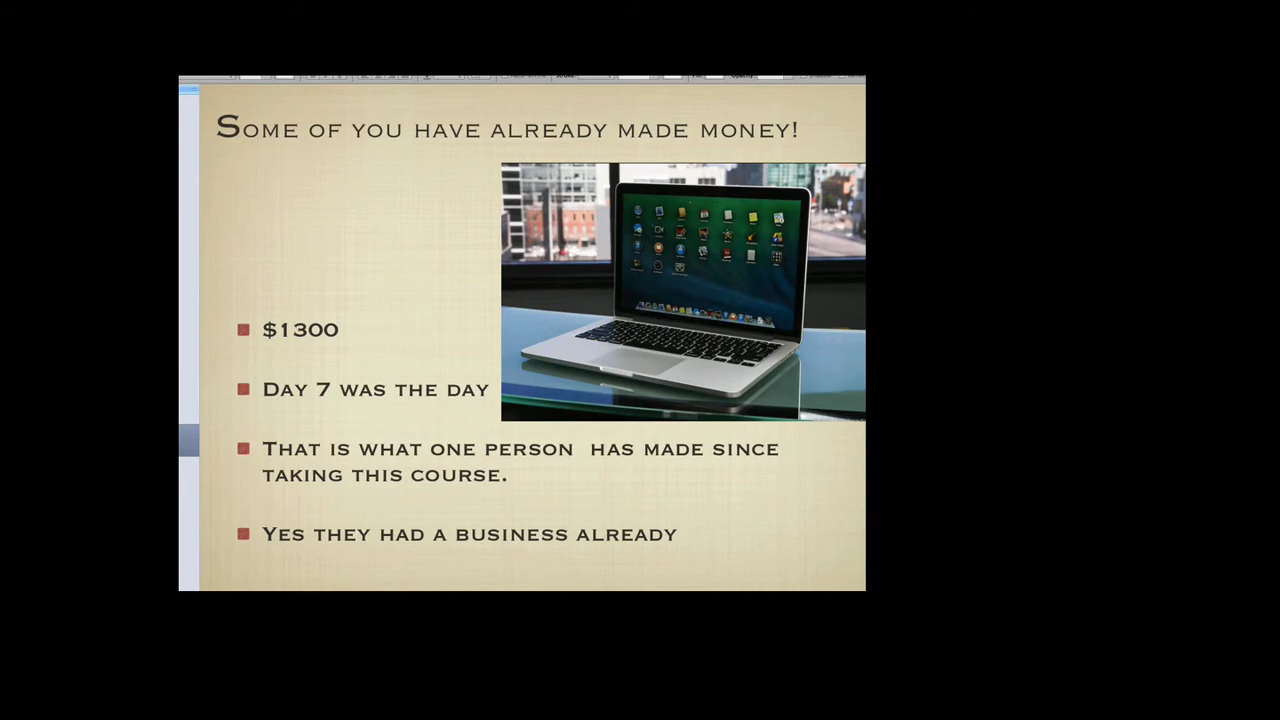 Some of you have already made money!
$1300
Day 7 was the day
That is what one person has made since
taking this course.
Yes they had a business already